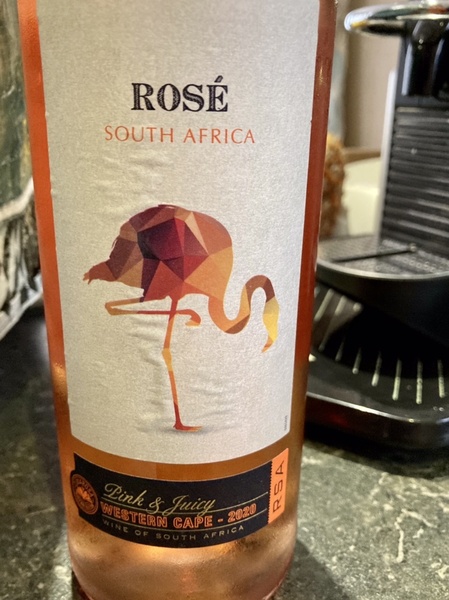 ROSÉ
SOUTH AFRICA
Pink & Juicy
WESTERN CAPE - 2020
WINE OF SOUTH AFRICA
RSA